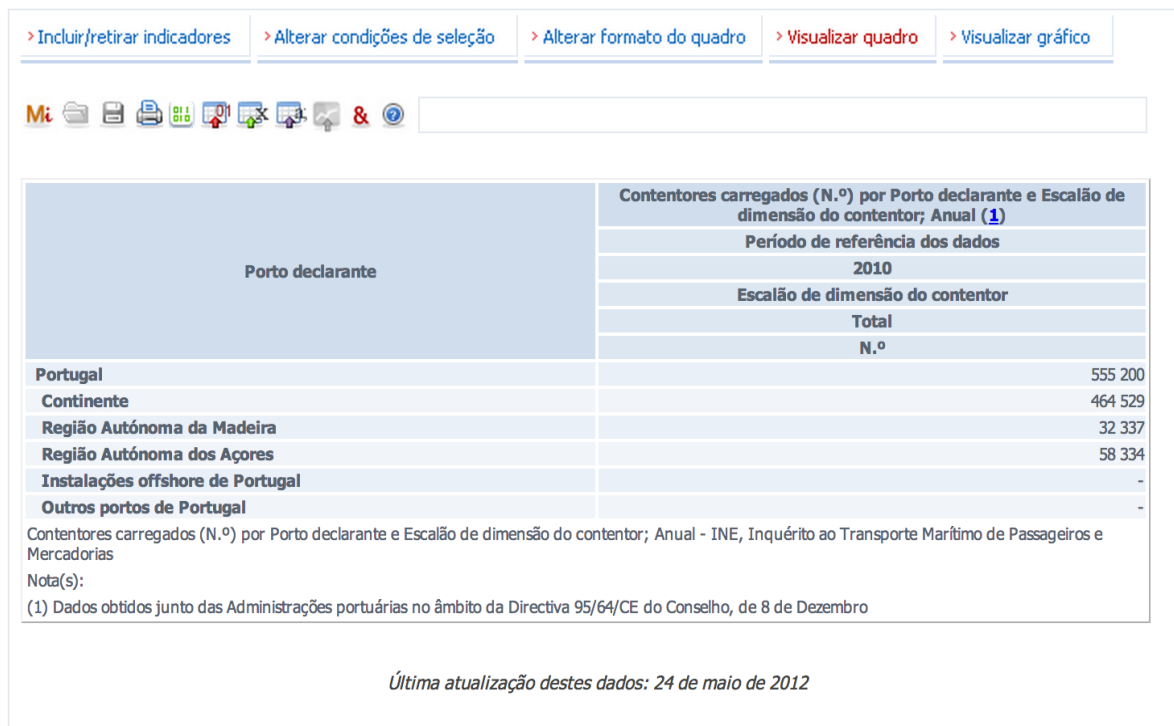 Incluir/retirar indicadores
Alterar condições de seleção
Alterar formato do quadro
Visualizar quadro
Visualizar gráfico
Mi
&
Porto declarante
Contentores carregados (N.º) por Porto declarante e Escalão de
dimensão do contentor; Anual (1)
Período de referência dos dados
2010
Escalão de dimensão do contentor
Total
N.º
Portugal 555 200
Continente 464 529
Região Autónoma da Madeira 32 337
Região Autónoma dos Açores 58 334
Instalações offshore de Portugal -
Outros portos de Portugal -
Contentores carregados (N.º) por Porto declarante e Escalão de dimensão do contentor; Anual - INE, Inquérito ao Transporte Marítimo de Passageiros e
Mercadorias
Nota(s):
(1) Dados obtidos junto das Administrações portuárias no âmbito da Directiva 95/64/CE do Conselho, de 8 de Dezembro
Última atualização destes dados: 24 de maio de 2012